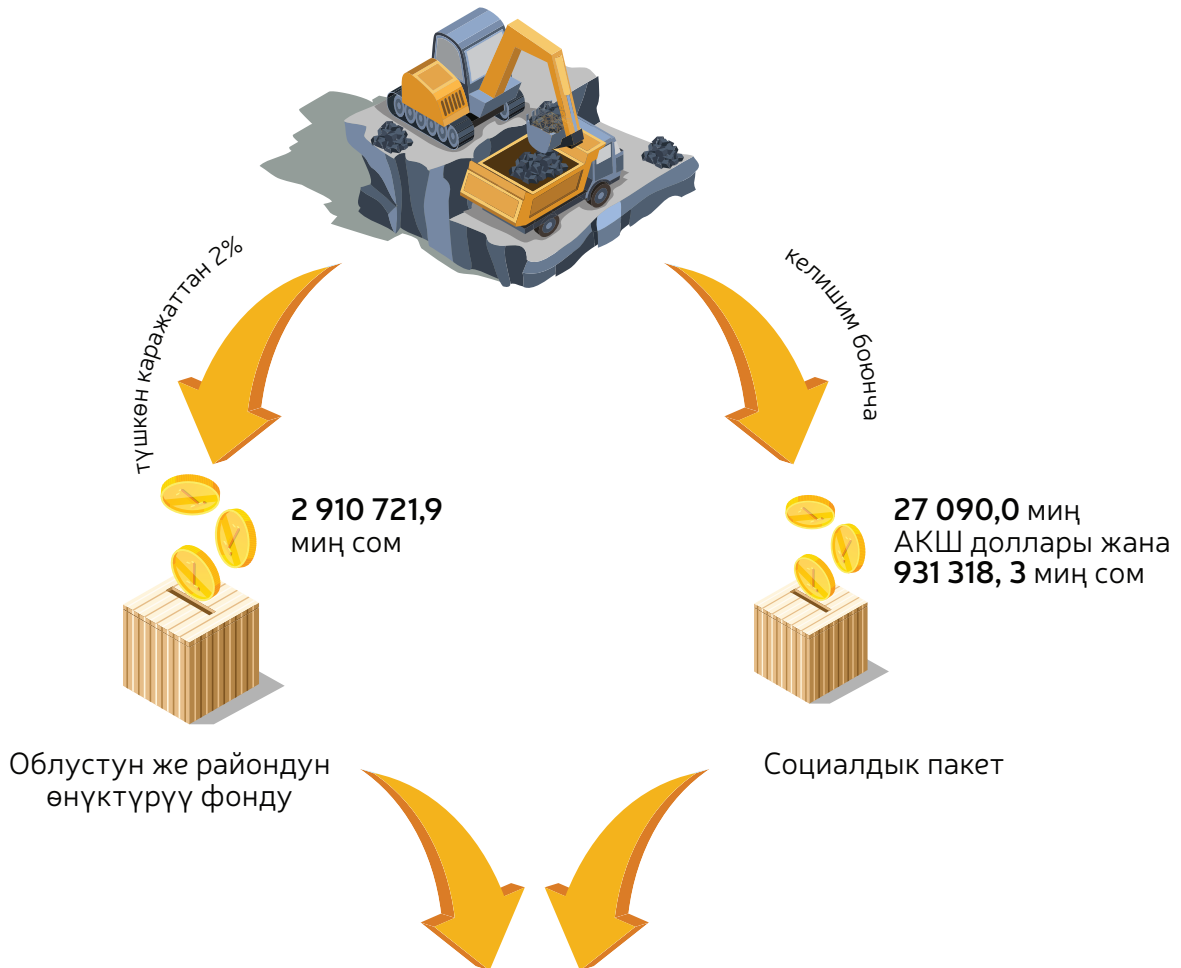 түшкөн каражаттан 2%
келишим боюнча
2 910 721,9
миң сом
27 090,0 миң
АКШ доллары жана
931 318, 3 миң сом
Облустун же райондун
өнүктүрүү фонду
Социалдык пакет